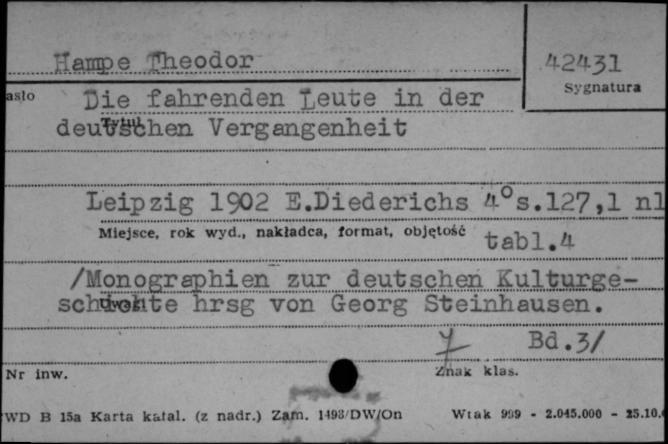 Hampe Theodor
42431
Sygnatura
asło
Die fahrenden Leute in der
Tytuł
deutschen Vergangenheit
Leipzig 1902 E.Diederichs 4° s.127,1 nl
Miejsce, rok wyd., nakładca, format, objętość
tabl.4
/Monographien zur deutschen Kulturge-
Uwagi
schichte hrsg von Georg Steinhausen.
Bd.3/
Nr inw.
Znak klas.
WD B 15a Karta katal. (z nadr.) Zam. 1493/DW/On Wtak 999 - 2.045.000 - 25.10.